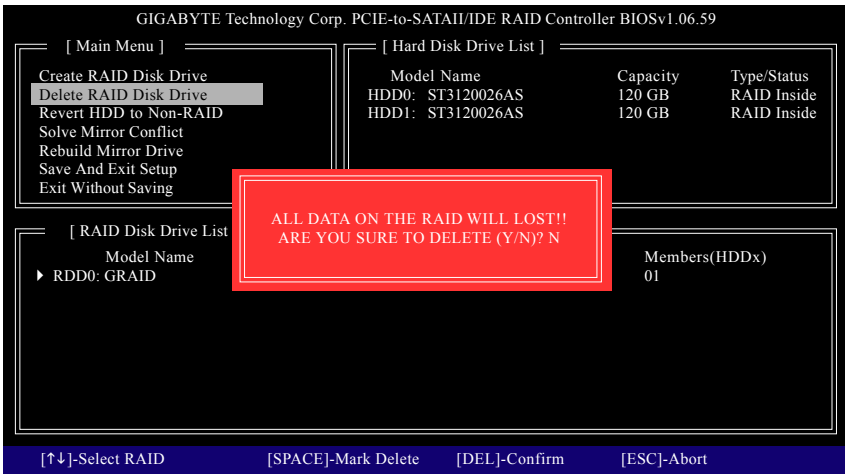 GIGABYTE Technology Corp. PCIE-to-SATAII/IDE RAID Controller BIOSv1.06.59
[ Main Menu ]
Create RAID Disk Drive
Delete RAID Disk Drive
Revert HDD to Non-RAID
Solve Mirror Conflict
Rebuild Mirror Drive
Save And Exit Setup
Exit Without Saving
[ Hard Disk Drive List ]
Model Name Capacity Type/Status
HDD0: ST3120026AS 120 GB RAID Inside
HDD1: ST3120026AS 120 GB RAID Inside
ALL DATA ON THE RAID WILL LOST!!
ARE YOU SURE TO DELETE (Y/N)? N
[ RAID Disk Drive List
Model Name Members(HDDx)
RDD0: GRAID 01
[↑↓]-Select RAID [SPACE]-Mark Delete [DEL]-Confirm [ESC]-Abort